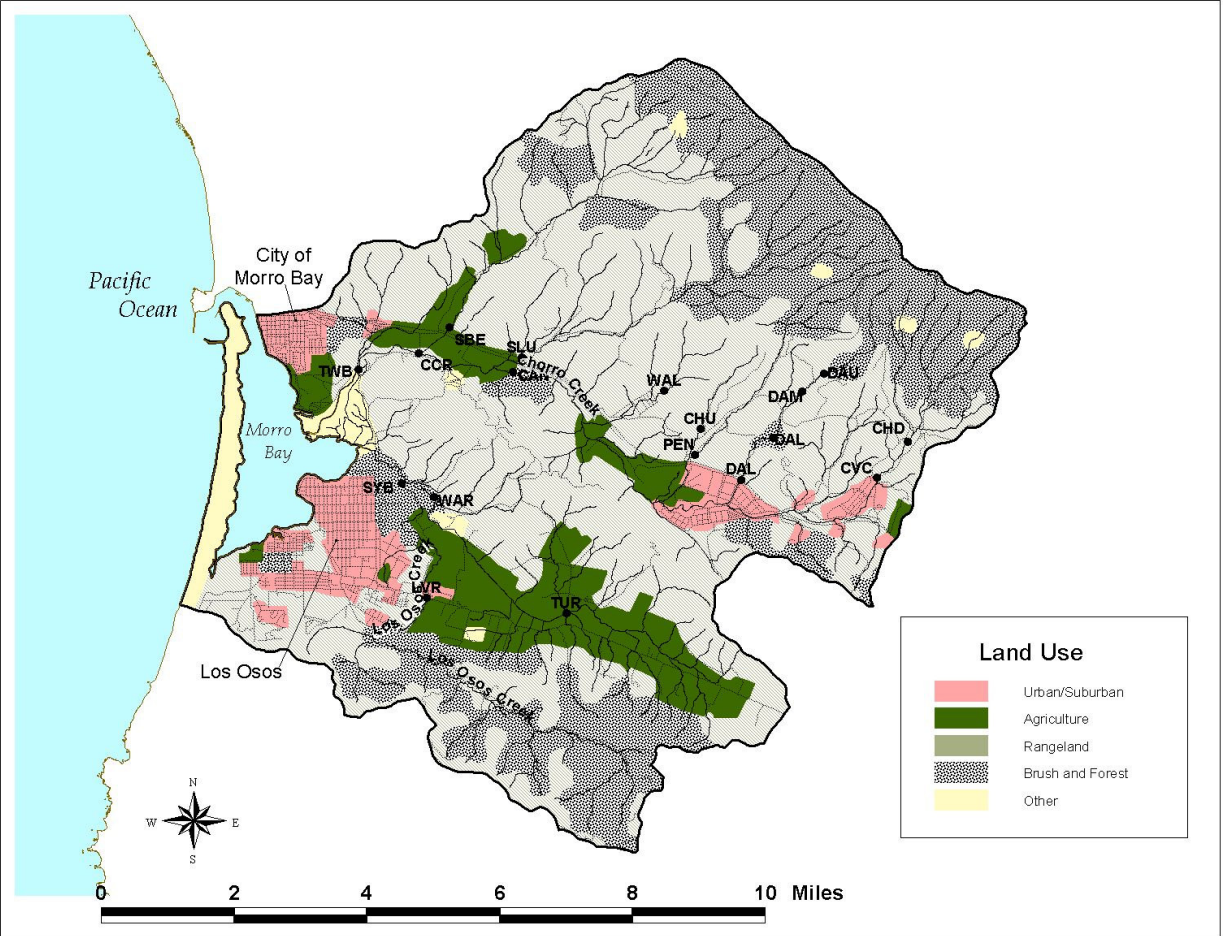 City of
Morro Bay
Pacific
Ocean
SBE
SLU
CCR
TWB
Chorro Creek
WAL
DAU
DAM
CHU
CHD
PEN
DAL
DAL
CVC
Morro
Bay
SYB
WAR
Los Osos Creek
TUR
Los Osos
Los Osos Creek
Land Use
Urban/Suburban
Agriculture
Rangeland
Brush and Forest
Other
N
W
E
S
0 2 4 6 8 10 Miles